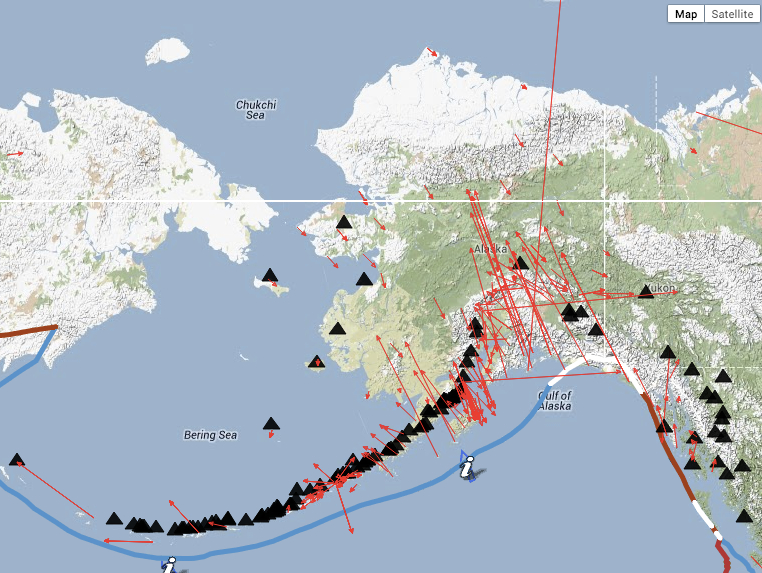 Map Satellite
Chukchi
Sea
Alaska
Yukon
Gulf of
Alaska
Bering Sea